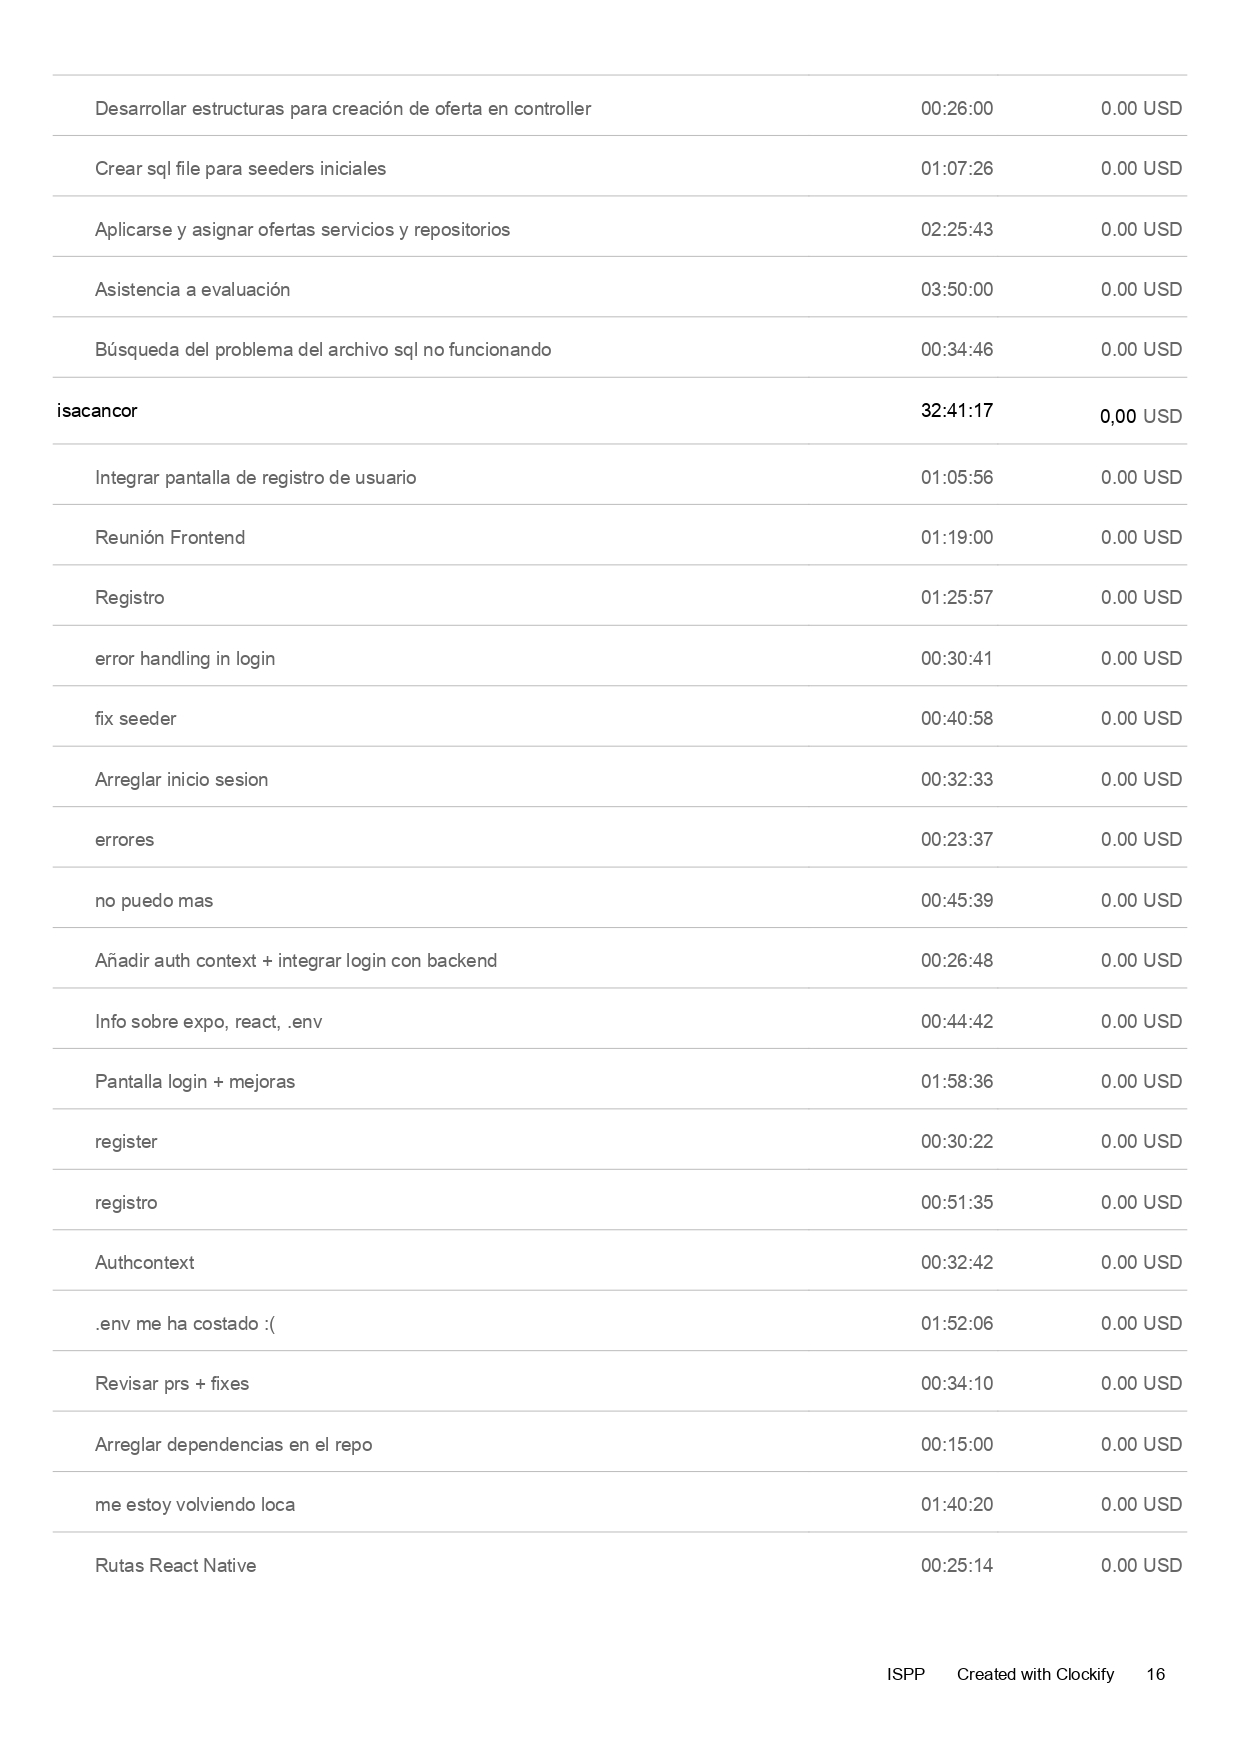 Desarrollar estructuras para creación de oferta en controller 00:26:00 0.00 USD
Crear sql file para seeders iniciales 01:07:26 0.00 USD
Aplicarse y asignar ofertas servicios y repositorios 02:25:43 0.00 USD
Asistencia a evaluación 03:50:00 0.00 USD
Búsqueda del problema del archivo sql no funcionando 00:34:46 0.00 USD
isacancor 32:41:17 0,00 USD
Integrar pantalla de registro de usuario 01:05:56 0.00 USD
Reunión Frontend 01:19:00 0.00 USD
Registro 01:25:57 0.00 USD
error handling in login 00:30:41 0.00 USD
fix seeder 00:40:58 0.00 USD
Arreglar inicio sesion 00:32:33 0.00 USD
errores 00:23:37 0.00 USD
no puedo mas 00:45:39 0.00 USD
Añadir auth context + integrar login con backend 00:26:48 0.00 USD
Info sobre expo, react, .env 00:44:42 0.00 USD
Pantalla login + mejoras 01:58:36 0.00 USD
register 00:30:22 0.00 USD
registro 00:51:35 0.00 USD
Authcontext 00:32:42 0.00 USD
.env me ha costado :( 01:52:06 0.00 USD
Revisar prs + fixes 00:34:10 0.00 USD
Arreglar dependencias en el repo 00:15:00 0.00 USD
me estoy volviendo loca 01:40:20 0.00 USD
Rutas React Native 00:25:14 0.00 USD
ISPP Created with Clockify 16